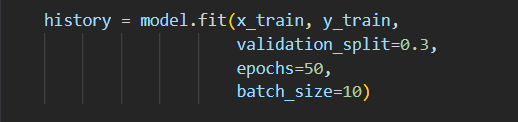 history = model.fit(x_train, y_train,
validation_split=0.3,
epochs=50,
batch_size=10)